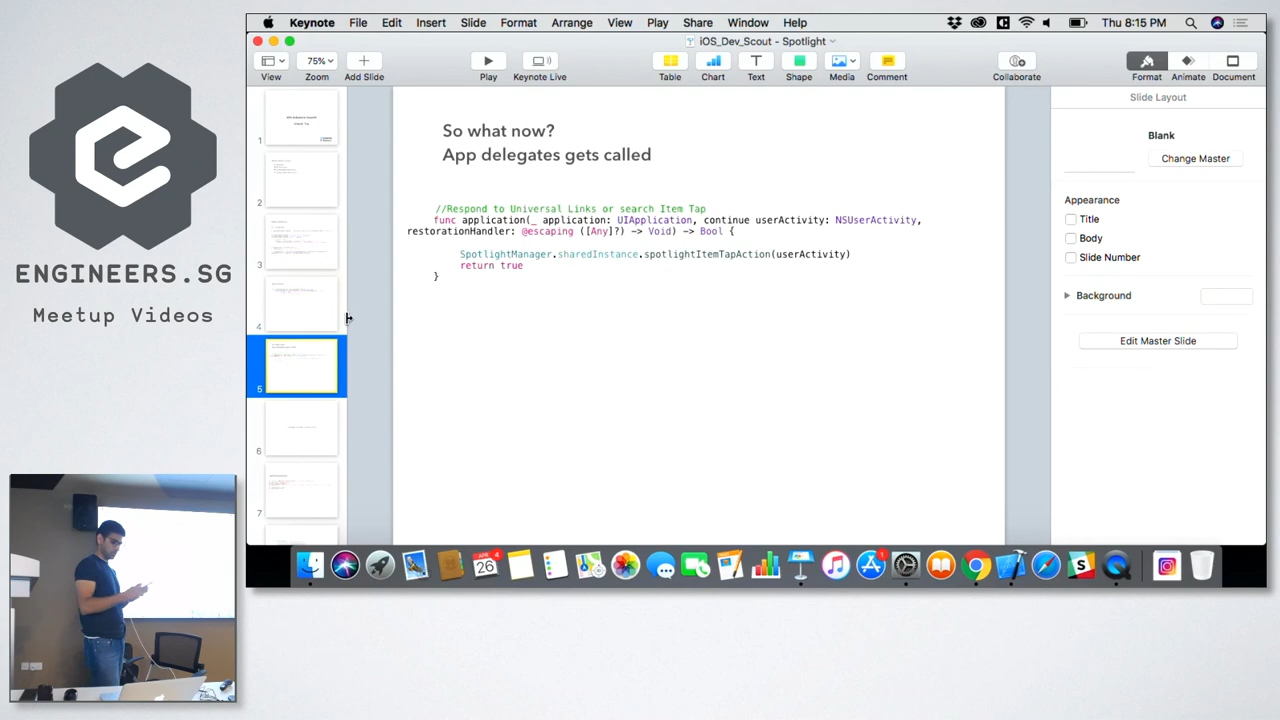 Keynote File Edit Insert Slide Format Arrange View Play Share Window Help Thu 8:15 PM
iOS_Dev_Scout - Spotlight
75%
View Zoom Add Slide Play Keynote Live Table Chart Text Shape Media Comment Collaborate Format Animate Document
Slide Layout
Blank
Change Master
Appearance
Title
Body
Slide Number
Background
Edit Master Slide
1
2
3
4
5
6
7
So what now?
App delegates gets called
//Respond to Universal Links or search Item Tap
func application(_ application: UIApplication, continue userActivity: NSUserActivity,
restorationHandler: @escaping ([Any]?) -> Void) -> Bool {
SpotlightManager.sharedInstance.spotlightItemTapAction(userActivity)
return true
}
ENGINEERS.SG
Meetup Videos
APR 4
26
1